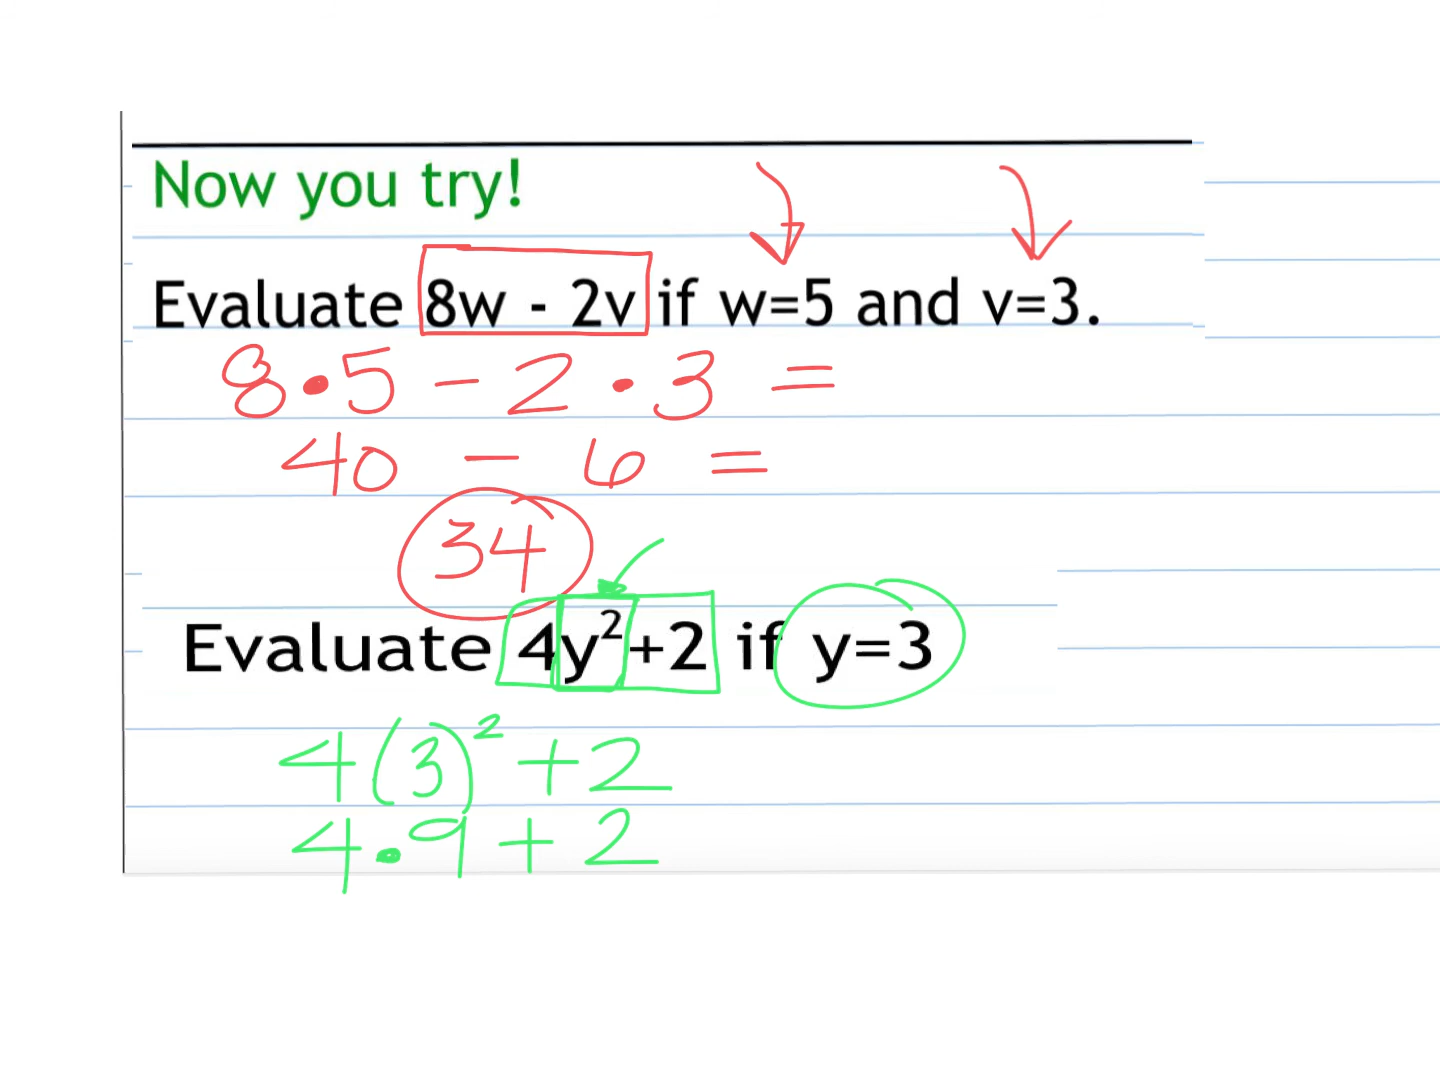 Now you try!
Evaluate 8w - 2v if w=5 and v=3.
8•5 - 2•3 =
40 - 6 =
34
Evaluate 4y²+2 if y=3
4(3)² + 2
4•9 + 2